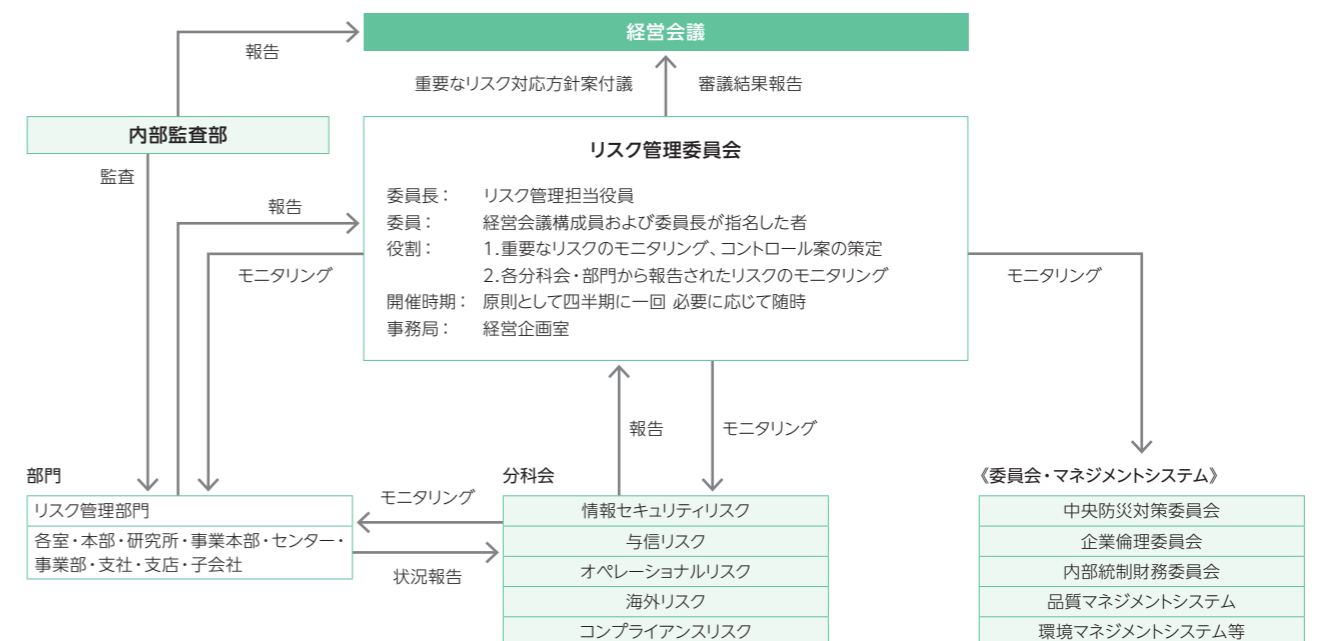 経営会議
報告
重要なリスク対応方針案付議
審議結果報告
内部監査部
監査
報告
モニタリング
リスク管理委員会
委員長： リスク管理担当役員
委員： 経営会議構成員および委員長が指名した者
役割： 1.重要なリスクのモニタリング、コントロール案の策定
2.各分科会・部門から報告されたリスクのモニタリング
開催時期： 原則として四半期に一回 必要に応じて随時
事務局： 経営企画室
モニタリング
報告
モニタリング
部門
リスク管理部門
各室・本部・研究所・事業本部・センター・
事業部・支社・支店・子会社
モニタリング
状況報告
分科会
情報セキュリティリスク
与信リスク
オペレーショナルリスク
海外リスク
コンプライアンスリスク
《委員会・マネジメントシステム》
中央防災対策委員会
企業倫理委員会
内部統制財務委員会
品質マネジメントシステム
環境マネジメントシステム等